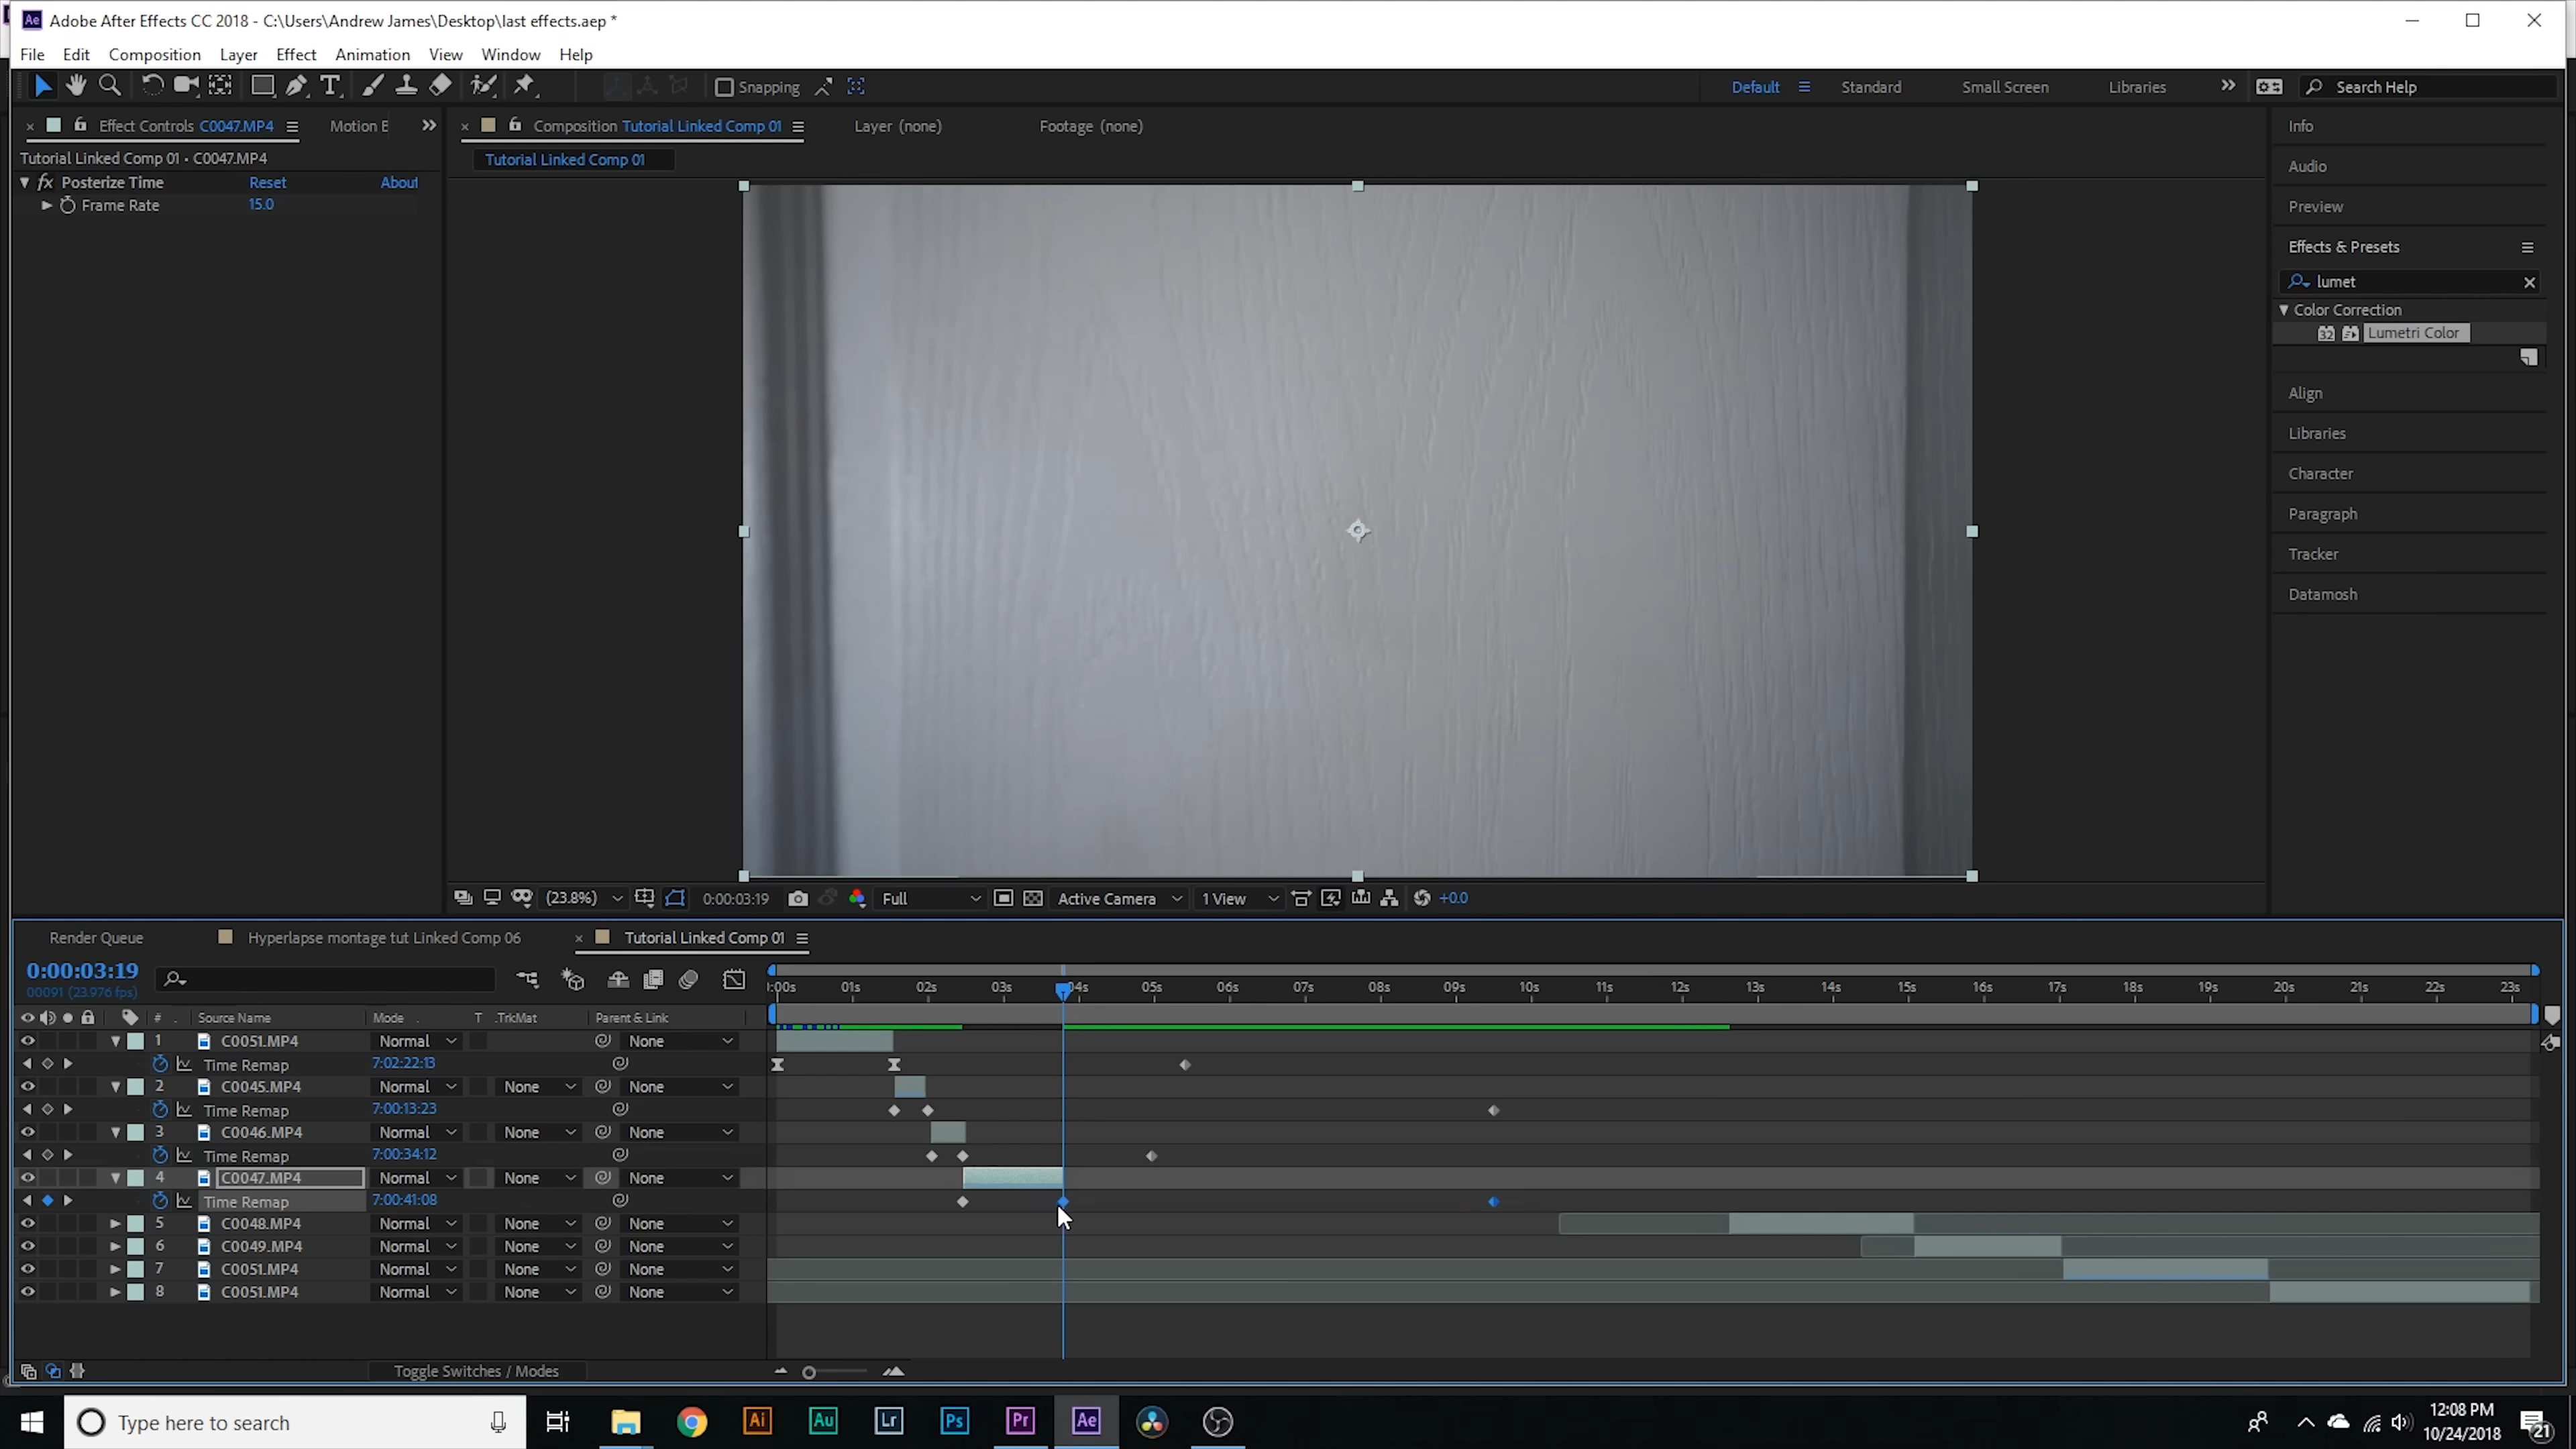 Adobe After Effects CC 2018 - C:\Users\Andrew James\Desktop\last effects.aep *
File Edit Composition Layer Effect Animation View Window Help
Snapping Default Standard Small Screen Libraries Search Help
Effect Controls C0047.MP4 Motion E Composition Tutorial Linked Comp 01 Layer (none) Footage (none) Info
Tutorial Linked Comp 01 • C0047.MP4 Tutorial Linked Comp 01 Audio
fx Posterize Time Reset About
Frame Rate 15.0 Preview
Effects & Presets
lumet
Color Correction
32 Lumetri Color
Align
Libraries
Character
Paragraph
Tracker
Datamosh
(23.8%) 0:00:03:19 Full Active Camera 1 View +0.0
Render Queue Hyperlapse montage tut Linked Comp 06 Tutorial Linked Comp 01
0:00:03:19
00091 (23.976 fps)
:00s 01s 02s 03s 04s 05s 06s 07s 08s 09s 10s 11s 12s 13s 14s 15s 16s 17s 18s 19s 20s 21s 22s 23s
# Source Name Mode T .TrkMat Parent & Link
1 C0051.MP4 Normal None
Time Remap 7:02:22:13
2 C0045.MP4 Normal None None
Time Remap 7:00:13:23
3 C0046.MP4 Normal None None
Time Remap 7:00:34:12
4 C0047.MP4 Normal None None
Time Remap 7:00:41:08
5 C0048.MP4 Normal None None
6 C0049.MP4 Normal None None
7 C0051.MP4 Normal None None
8 C0051.MP4 Normal None None
Toggle Switches / Modes
Type here to search Ai Au Lr Ps Pr Ae 12:08 PM
10/24/2018 21